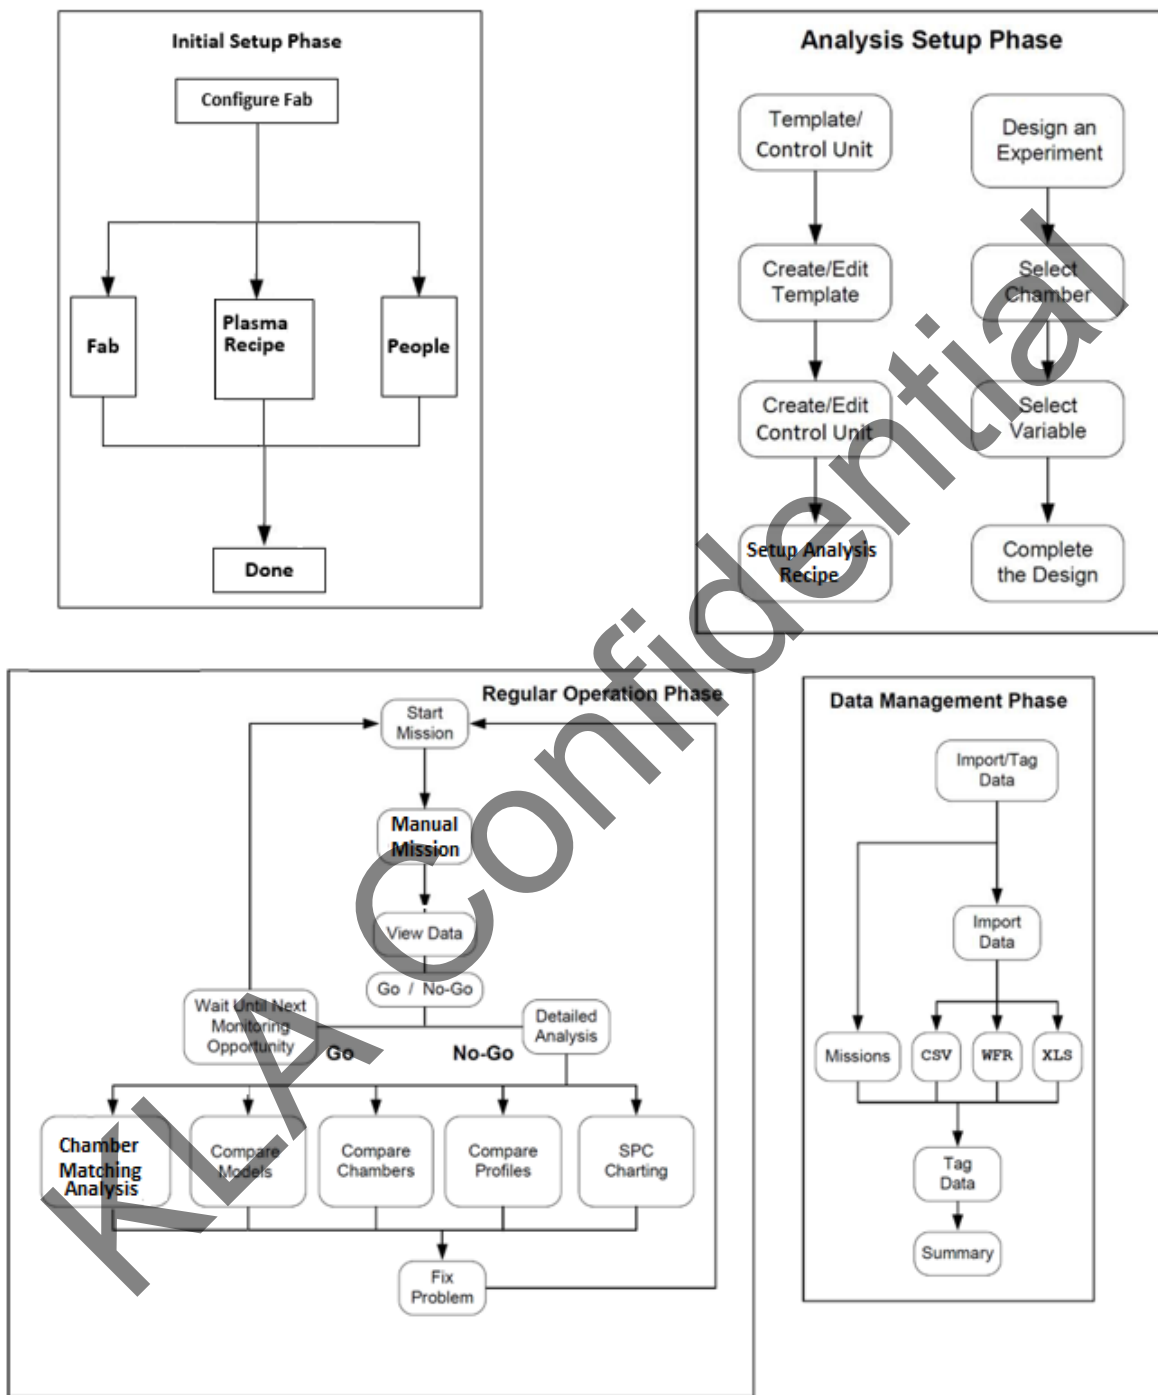 Initial Setup Phase
Configure Fab
Fab
Plasma
Recipe
People
Done
Analysis Setup Phase
Template/
Control Unit
Create/Edit
Template
Create/Edit
Control Unit
Setup Analysis
Recipe
Design an
Experiment
Select
Chamber
Select
Variable
Complete
the Design
Regular Operation Phase
Start
Mission
Manual
Mission
View Data
Go / No-Go
Wait Until Next
Monitoring
Opportunity
Go
No-Go
Detailed
Analysis
Chamber
Matching
Analysis
Compare
Models
Compare
Chambers
Compare
Profiles
SPC
Charting
Fix
Problem
Data Management Phase
Import/Tag
Data
Import
Data
Missions
CSV
WFR
XLS
Tag
Data
Summary
KLA Confidential